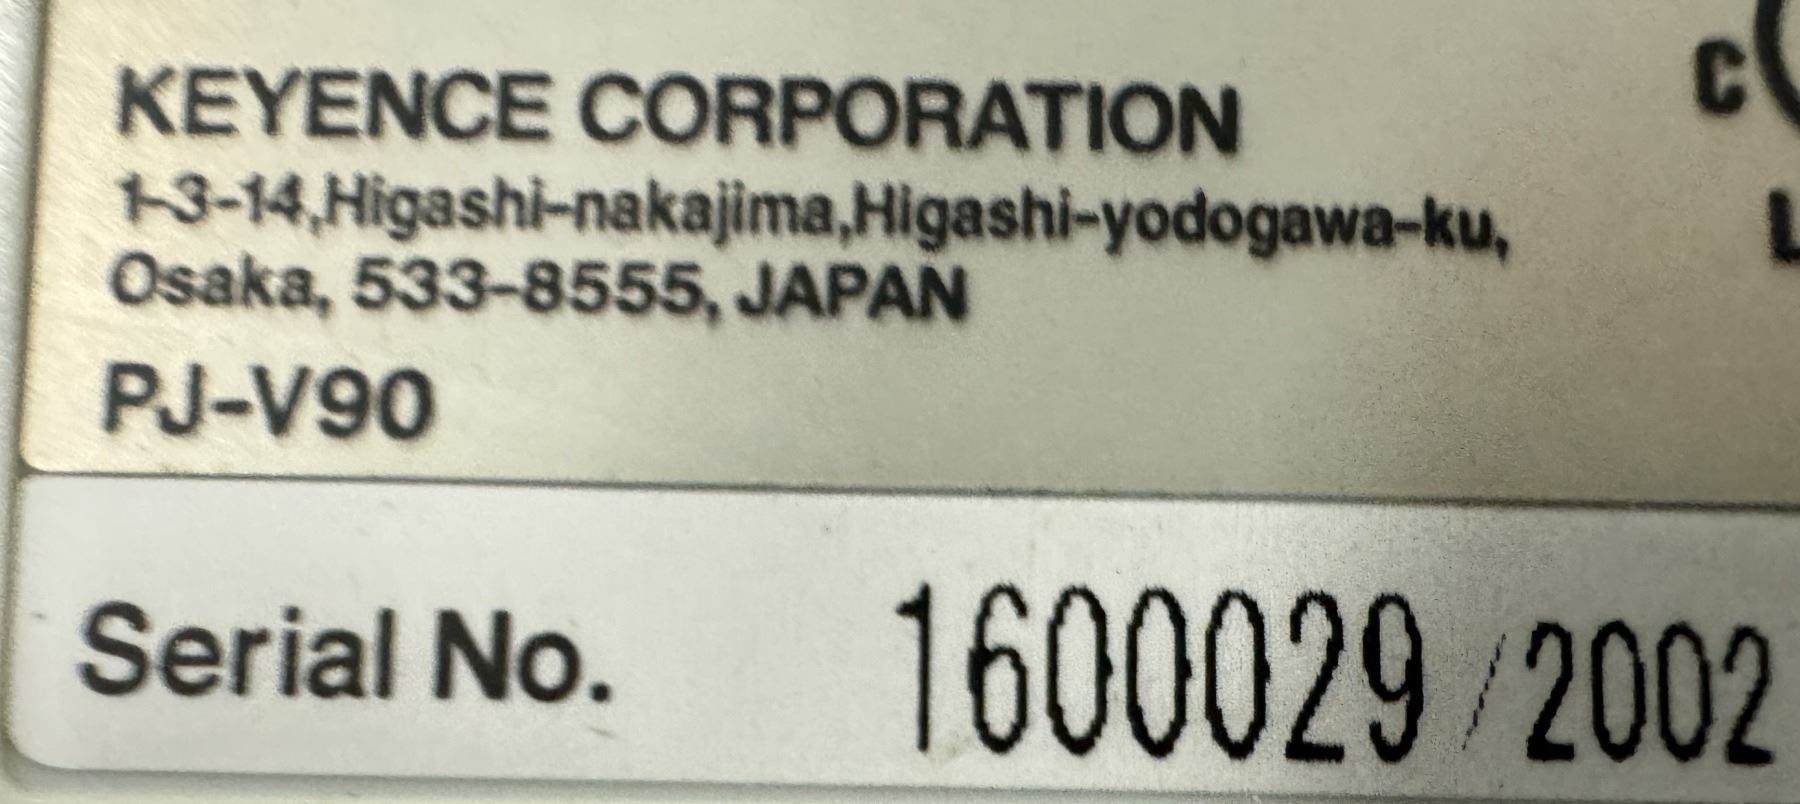 KEYENCE CORPORATION
1-3-14,Higashi-nakajima,Higashi-yodogawa-ku,
Osaka, 533-8555, JAPAN
PJ-V90
Serial No. 1600029/2002
C
L